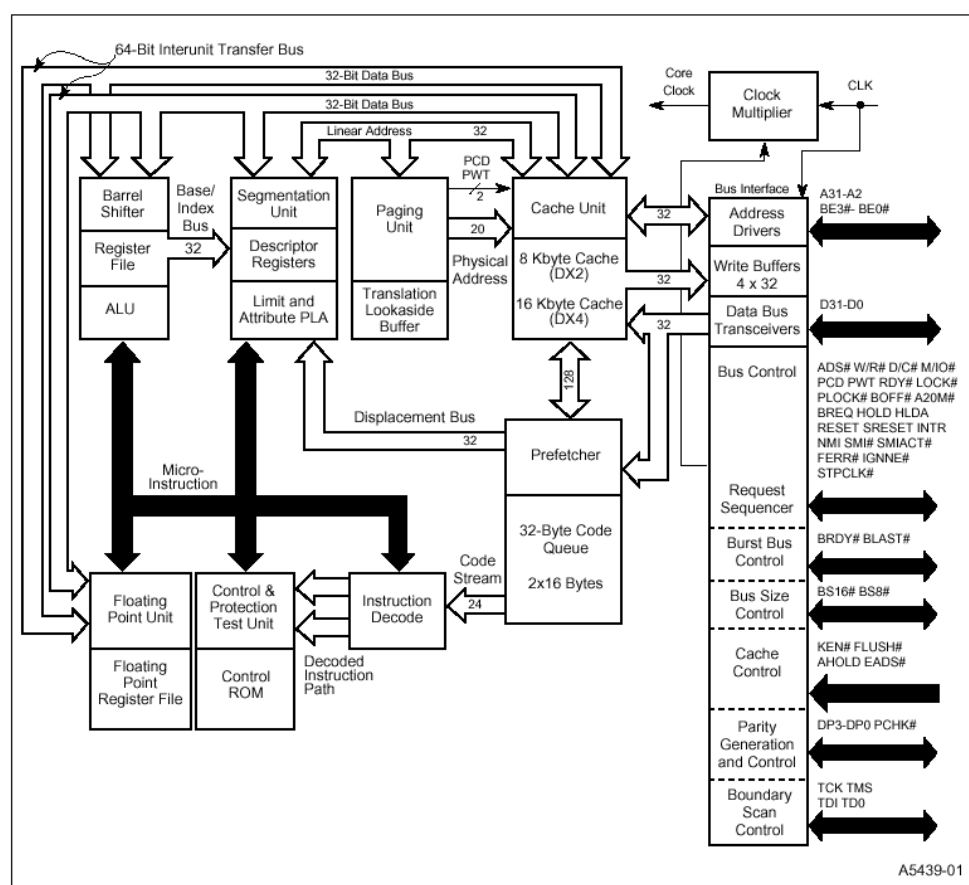 64-Bit Interunit Transfer Bus
32-Bit Data Bus
32-Bit Data Bus
Linear Address
32
Core
Clock
Clock
Multiplier
CLK
PCD
PWT
2
Barrel
Shifter
Register
File
ALU
Base/
Index
Bus
32
Segmentation
Unit
Descriptor
Registers
Limit and
Attribute PLA
Paging
Unit
Translation
Lookaside
Buffer
20
Physical
Address
Cache Unit
8 Kbyte Cache
(DX2)
16 Kbyte Cache
(DX4)
32
32
32
128
Bus Interface
Address
Drivers
Write Buffers
4 x 32
Data Bus
Transceivers
Bus Control
Request
Sequencer
Burst Bus
Control
Bus Size
Control
Cache
Control
Parity
Generation
and Control
Boundary
Scan
Control
A31-A2
BE3#- BE0#
D31-D0
ADS# W/R# D/C# M/IO#
PCD PWT RDY# LOCK#
PLOCK# BOFF# A20M#
BREQ HOLD HLDA
RESET SRESET INTR
NMI SMI# SMIACT#
FERR# IGNNE#
STPCLK#
BRDY# BLAST#
BS16# BS8#
KEN# FLUSH#
AHOLD EADS#
DP3-DP0 PCHK#
TCK TMS
TDI TD0
Displacement Bus
32
Prefetcher
32-Byte Code
Queue
2x16 Bytes
Micro-
Instruction
Code
Stream
24
Floating
Point Unit
Floating
Point
Register File
Control &
Protection
Test Unit
Control
ROM
Instruction
Decode
Decoded
Instruction
Path
A5439-01